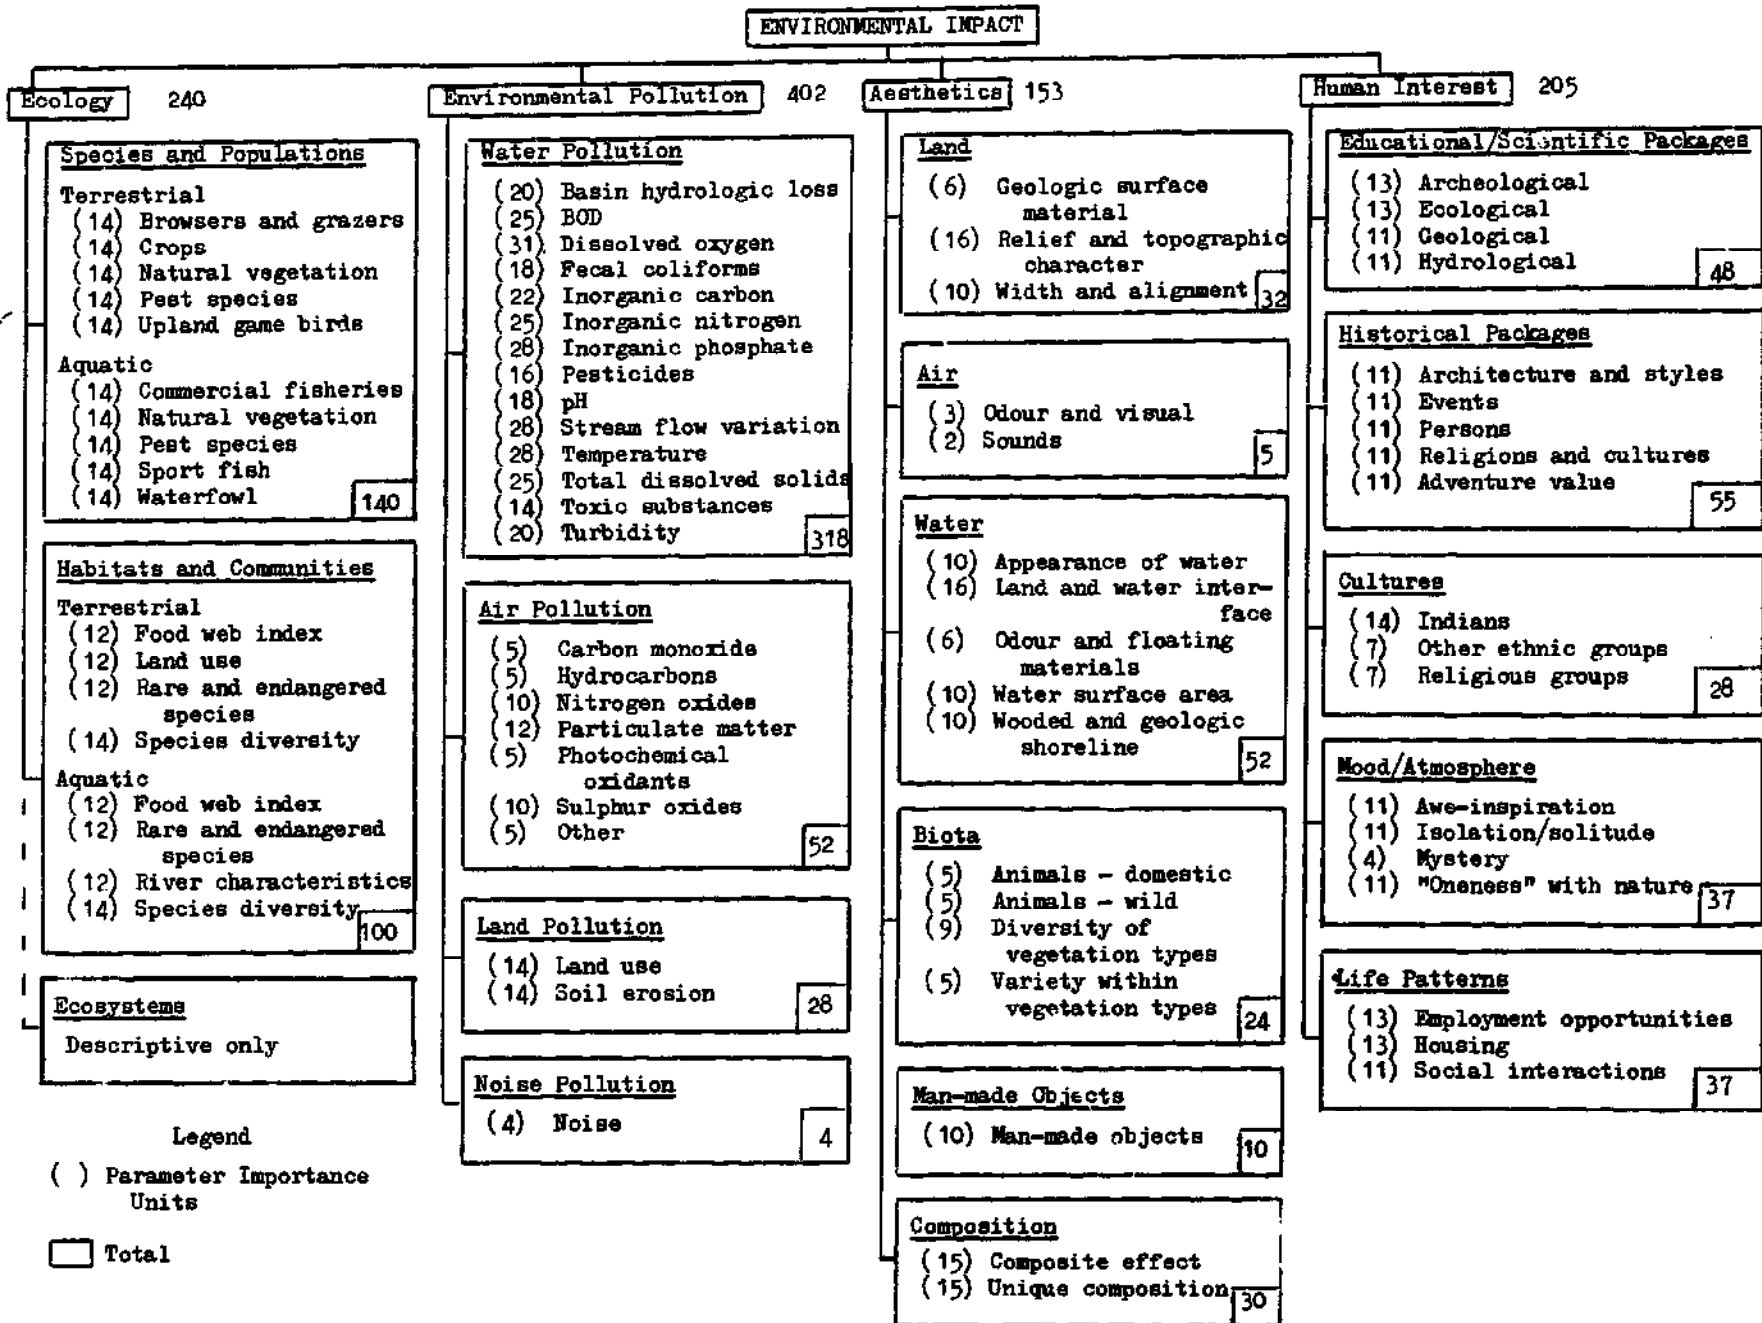 ENVIRONMENTAL IMPACT
Ecology 240
Species and Populations
Terrestrial
(14) Browsers and grazers
(14) Crops
(14) Natural vegetation
(14) Pest species
(14) Upland game birds
Aquatic
(14) Commercial fisheries
(14) Natural vegetation
(14) Pest species
(14) Sport fish
(14) Waterfowl
140
Habitats and Communities
Terrestrial
(12) Food web index
(12) Land use
(12) Rare and endangered
species
(14) Species diversity
Aquatic
(12) Food web index
(12) Rare and endangered
species
(12) River characteristics
(14) Species diversity
100
Ecosystems
Descriptive only
Legend
( ) Parameter Importance
Units
Total
Environmental Pollution 402
Water Pollution
(20) Basin hydrologic loss
(25) BOD
(31) Dissolved oxygen
(18) Fecal coliforms
(22) Inorganic carbon
(25) Inorganic nitrogen
(28) Inorganic phosphate
(16) Pesticides
(18) pH
(28) Stream flow variation
(28) Temperature
(25) Total dissolved solids
(14) Toxic substances
(20) Turbidity
318
Air Pollution
(5) Carbon monoxide
(5) Hydrocarbons
(10) Nitrogen oxides
(12) Particulate matter
(5) Photochemical
oxidants
(10) Sulphur oxides
(5) Other
52
Land Pollution
(14) Land use
(14) Soil erosion
28
Noise Pollution
(4) Noise
4
Aesthetics 153
Land
(6) Geologic surface
material
(16) Relief and topographic
character
(10) Width and alignment
32
Air
(3) Odour and visual
(2) Sounds
5
Water
(10) Appearance of water
(16) Land and water inter-
face
(6) Odour and floating
materials
(10) Water surface area
(10) Wooded and geologic
shoreline
52
Biota
(5) Animals - domestic
(5) Animals - wild
(9) Diversity of
vegetation types
(5) Variety within
vegetation types
24
Man-made Objects
(10) Man-made objects
10
Composition
(15) Composite effect
(15) Unique composition
30
Human Interest 205
Educational/Scientific Packages
(13) Archeological
(13) Ecological
(11) Geological
(11) Hydrological
48
Historical Packages
(11) Architecture and styles
(11) Events
(11) Persons
(11) Religions and cultures
(11) Adventure value
55
Cultures
(14) Indians
(7) Other ethnic groups
(7) Religious groups
28
Mood/Atmosphere
(11) Awe-inspiration
(11) Isolation/solitude
(4) Mystery
(11) "Oneness" with nature
37
Life Patterns
(13) Employment opportunities
(13) Housing
(11) Social interactions
37